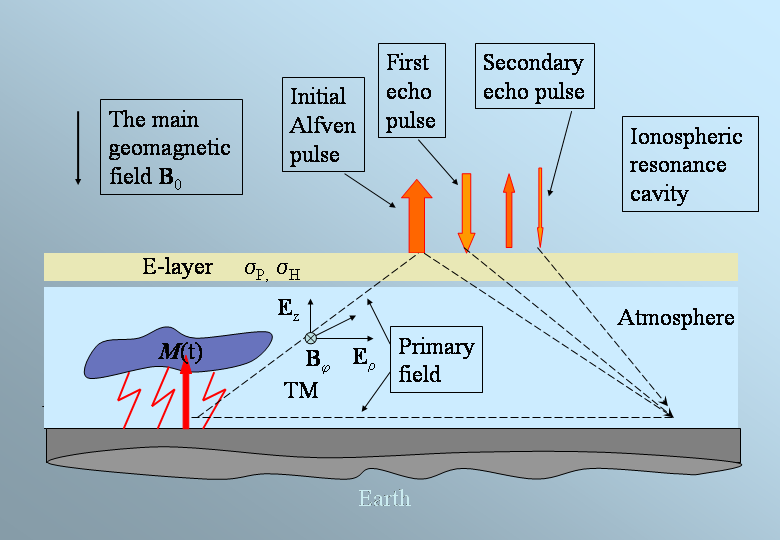 First
echo
pulse
Secondary
echo pulse
Initial
Alfven
pulse
The main
geomagnetic
field B₀
Ionospheric
resonance
cavity
E-layer σP, σH
Ez
Atmosphere
M(t)
Bφ
Eρ
Primary
field
TM
Earth